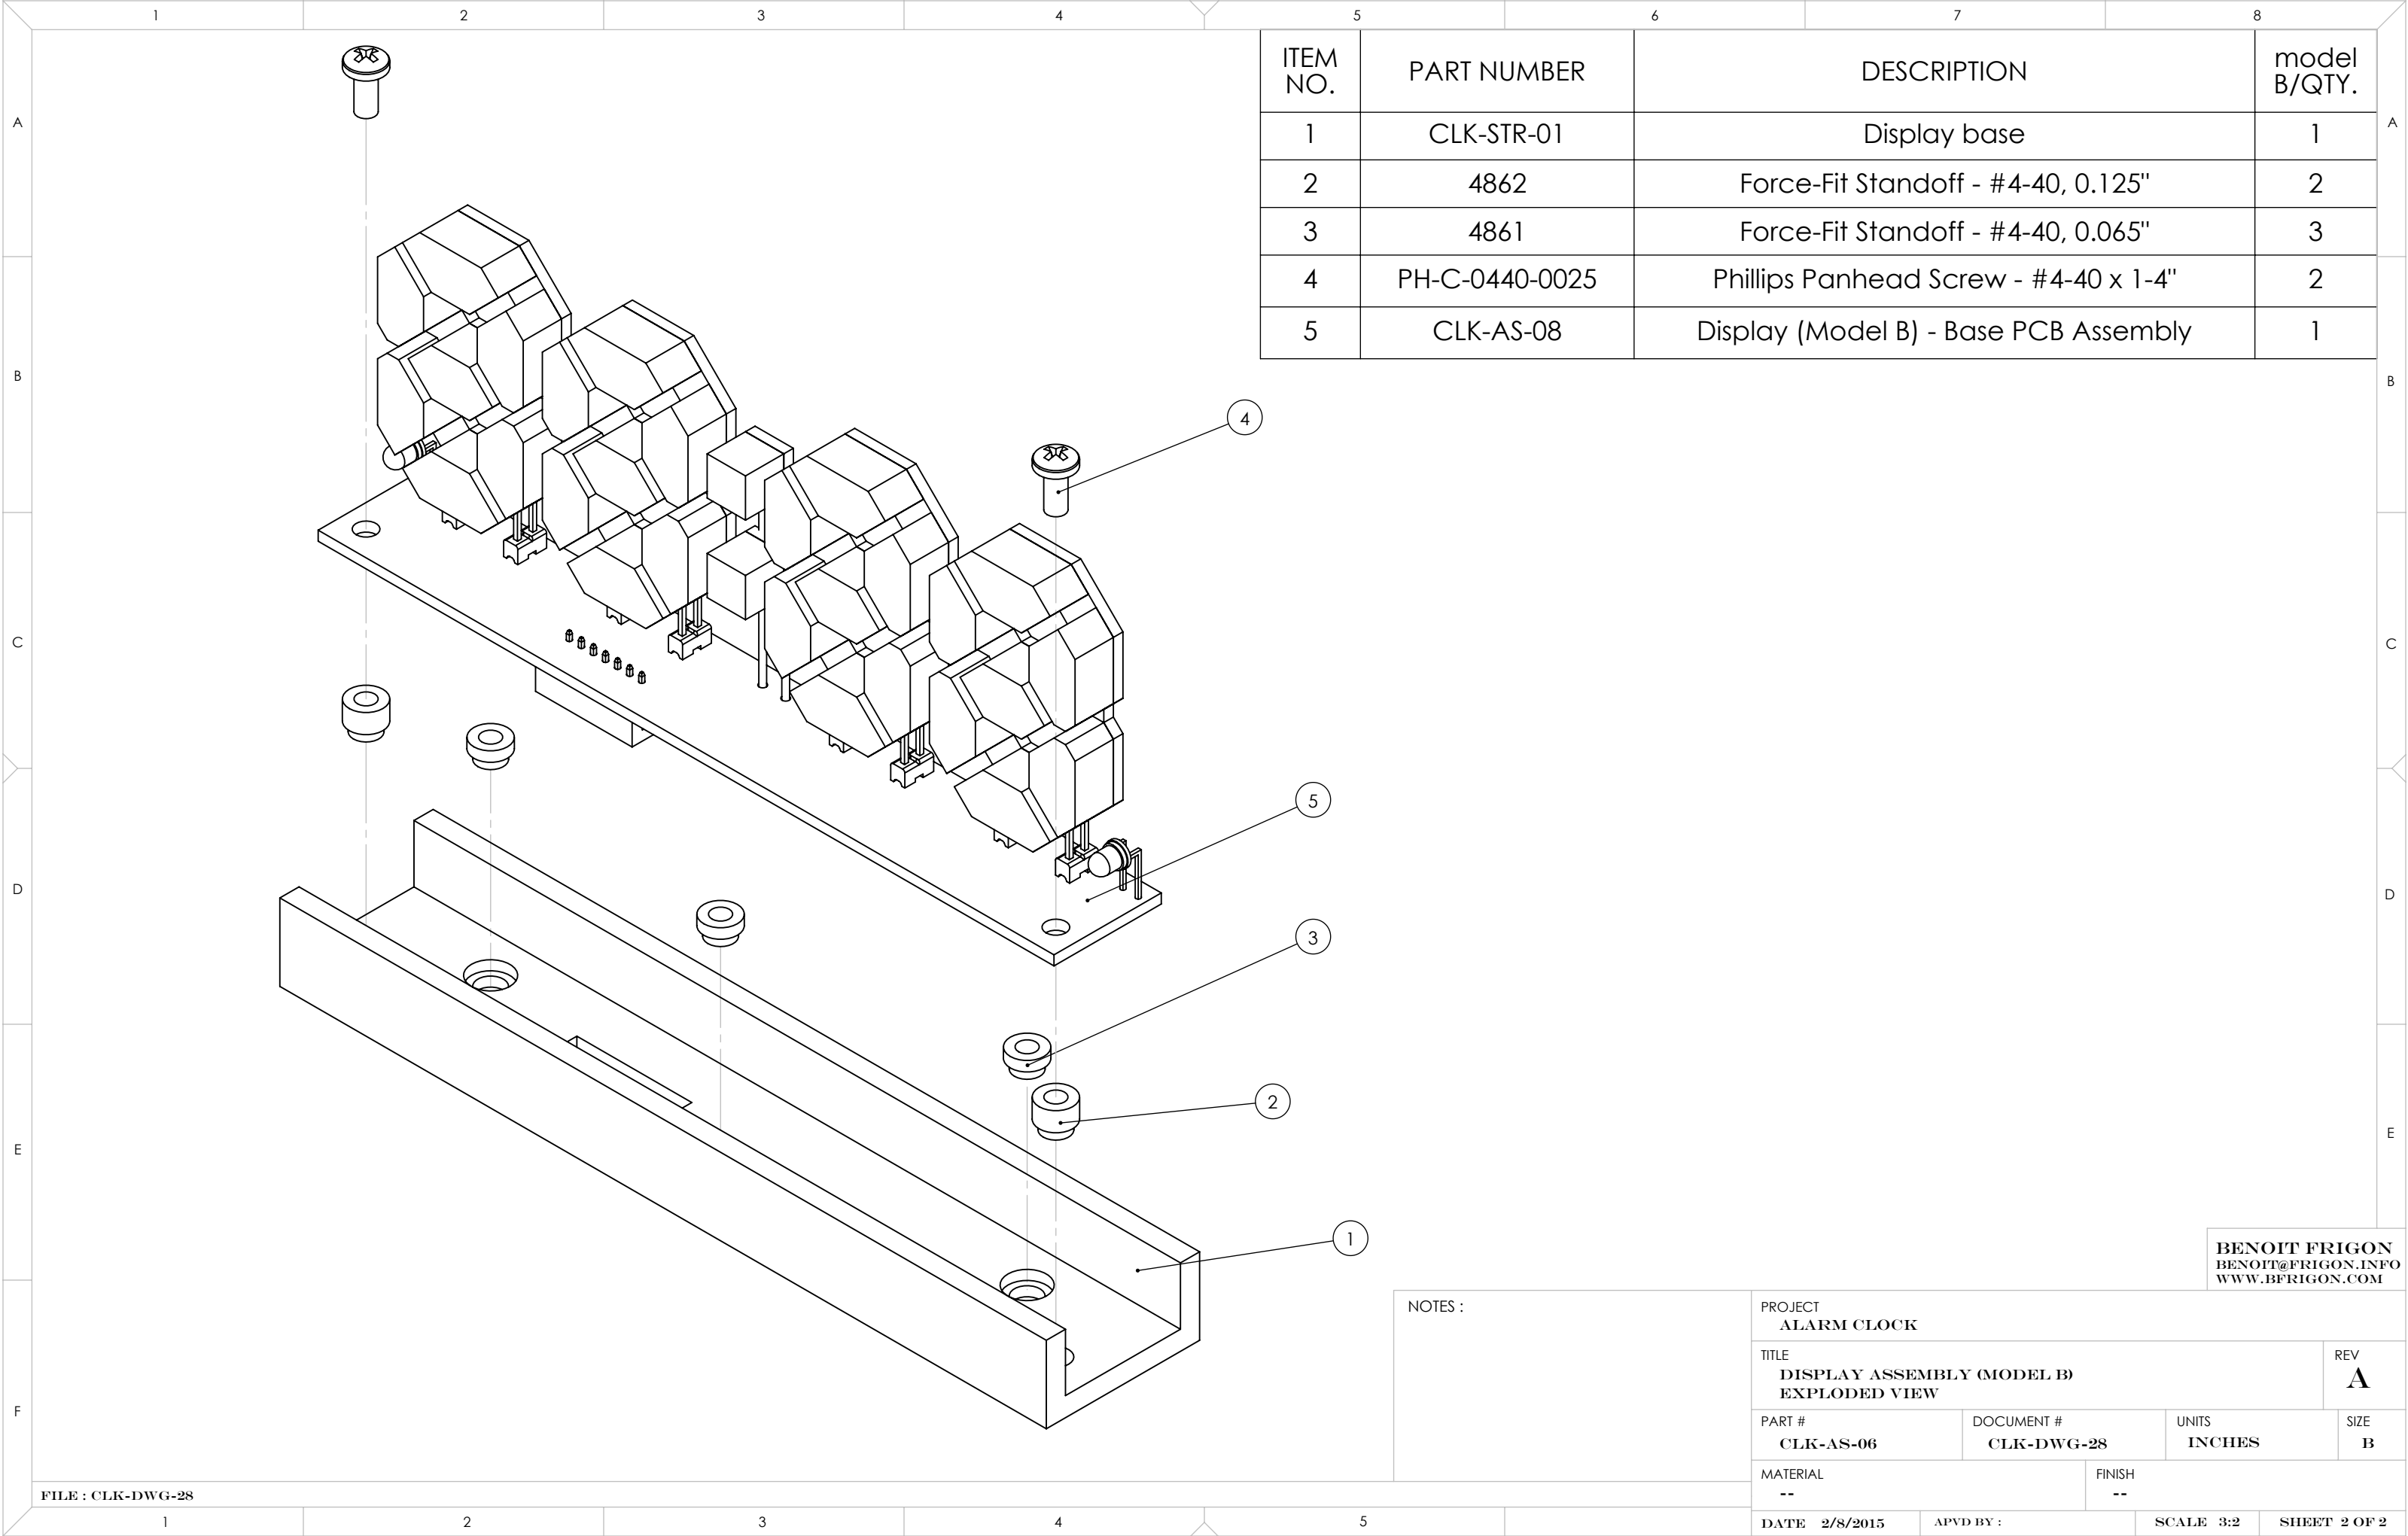 1 2 3 4 5 6 7 8
ITEM NO. PART NUMBER DESCRIPTION model B/QTY.
1 CLK-STR-01 Display base 1
2 4862 Force-Fit Standoff - #4-40, 0.125" 2
3 4861 Force-Fit Standoff - #4-40, 0.065" 3
4 PH-C-0440-0025 Phillips Panhead Screw - #4-40 x 1-4" 2
5 CLK-AS-08 Display (Model B) - Base PCB Assembly 1
A A
B B
C C
D D
E E
F
4
5
3
2
1
BENOIT FRIGON
BENOIT@FRIGON.INFO
WWW.BFRIGON.COM
NOTES :
PROJECT
ALARM CLOCK
TITLE
DISPLAY ASSEMBLY (MODEL B)
EXPLODED VIEW
REV
A
PART #
CLK-AS-06
DOCUMENT #
CLK-DWG-28
UNITS
INCHES
SIZE
B
MATERIAL
--
FINISH
--
DATE 2/8/2015 APVD BY : SCALE 3:2 SHEET 2 OF 2
FILE : CLK-DWG-28
1 2 3 4 5